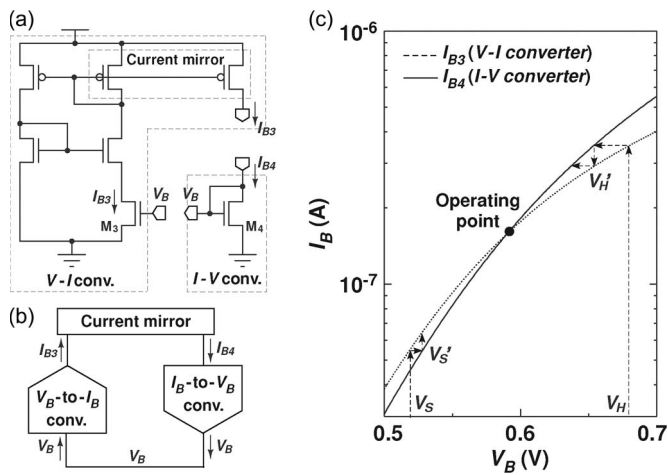 (a)
Current mirror
I_B3
I_B4
I_B3
V_B
V_B
M_3
M_4
V-I conv.
I-V conv.
(b)
Current mirror
I_B3
I_B4
V_B-to-I_B
conv.
I_B-to-V_B
conv.
V_B
V_B
V_B
(c)
10^-6
I_B3 (V-I converter)
I_B4 (I-V converter)
V_H'
Operating
point
I_B (A)
10^-7
V_S'
V_S
V_H
0.5
0.6
0.7
V_B (V)